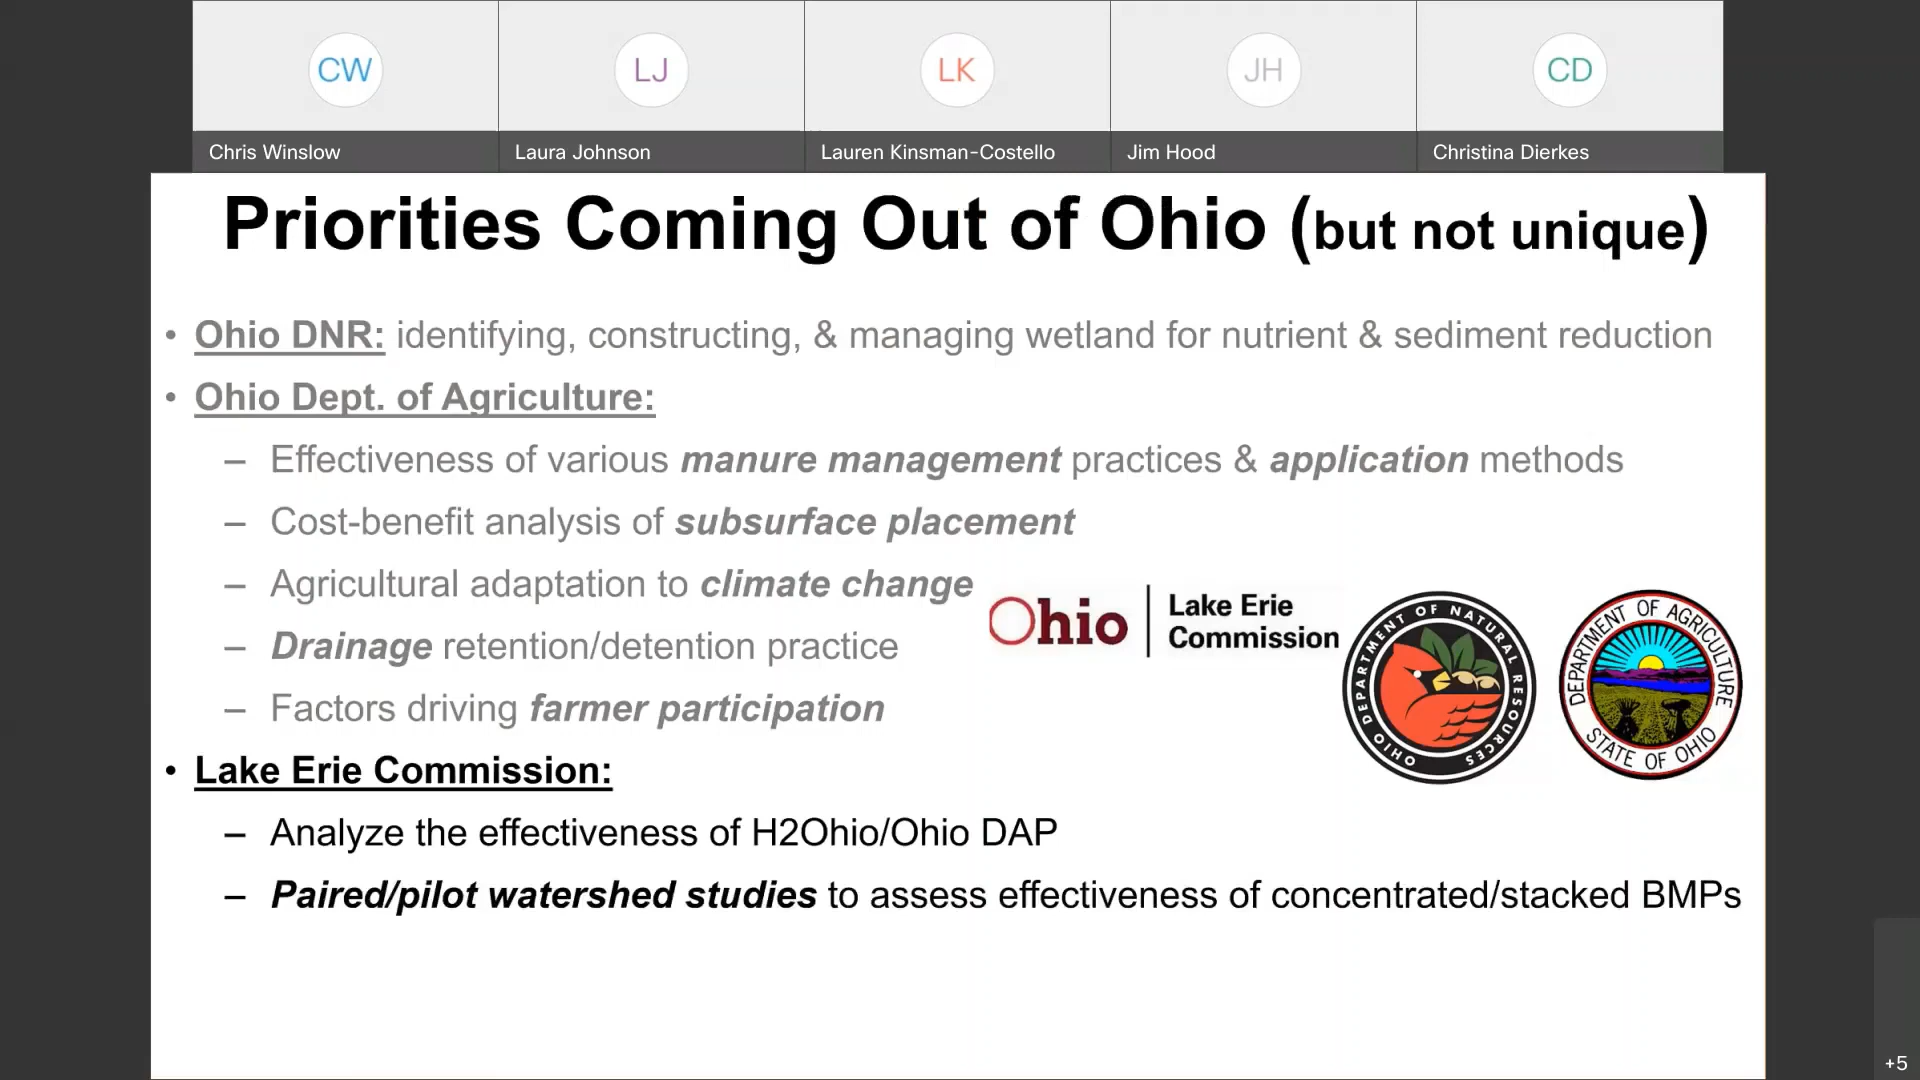 CW
LJ
LK
JH
CD
Chris Winslow
Laura Johnson
Lauren Kinsman-Costello
Jim Hood
Christina Dierkes
Priorities Coming Out of Ohio (but not unique)
• Ohio DNR: identifying, constructing, & managing wetland for nutrient & sediment reduction
• Ohio Dept. of Agriculture:
– Effectiveness of various manure management practices & application methods
– Cost-benefit analysis of subsurface placement
– Agricultural adaptation to climate change
– Drainage retention/detention practice
– Factors driving farmer participation
Ohio
Lake Erie
Commission
OHIO DEPARTMENT OF NATURAL RESOURCES
DEPARTMENT OF AGRICULTURE
STATE OF OHIO
• Lake Erie Commission:
– Analyze the effectiveness of H2Ohio/Ohio DAP
– Paired/pilot watershed studies to assess effectiveness of concentrated/stacked BMPs
+5